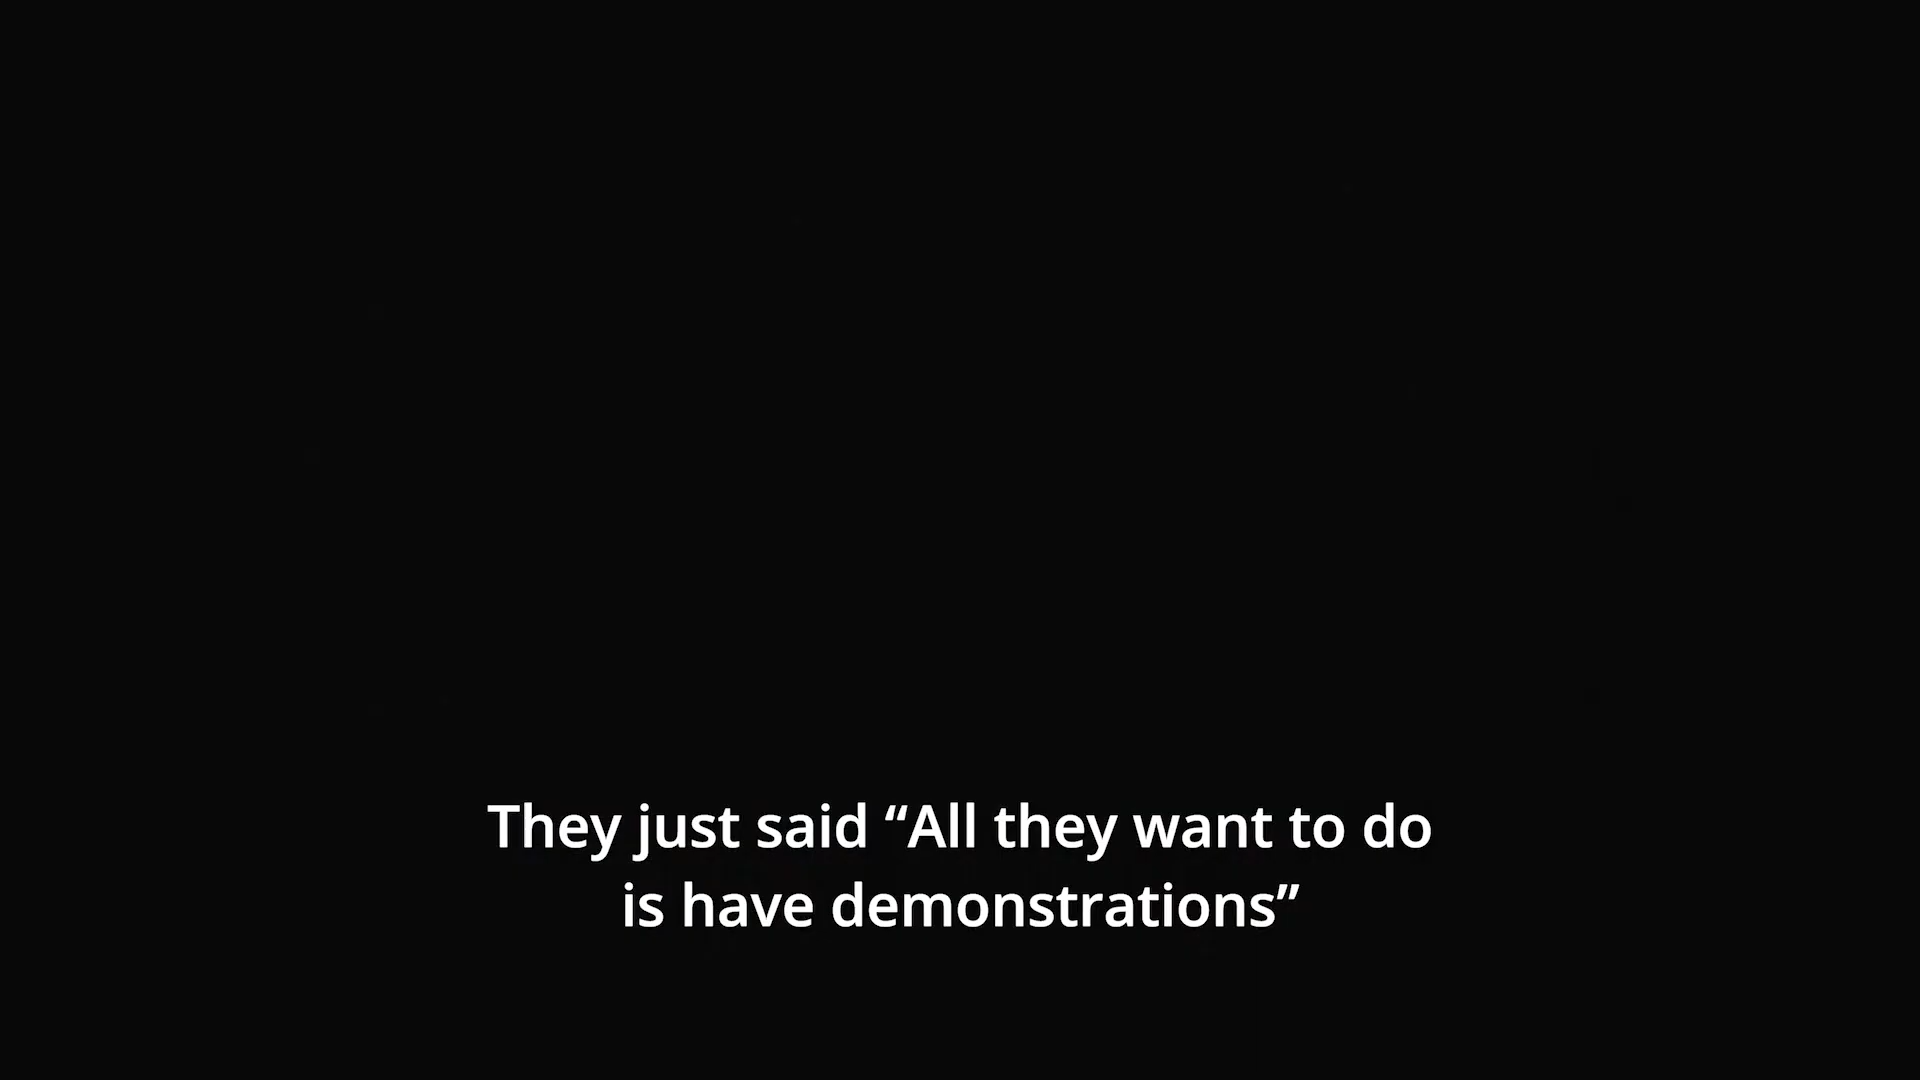 They just said “All they want to do
is have demonstrations”